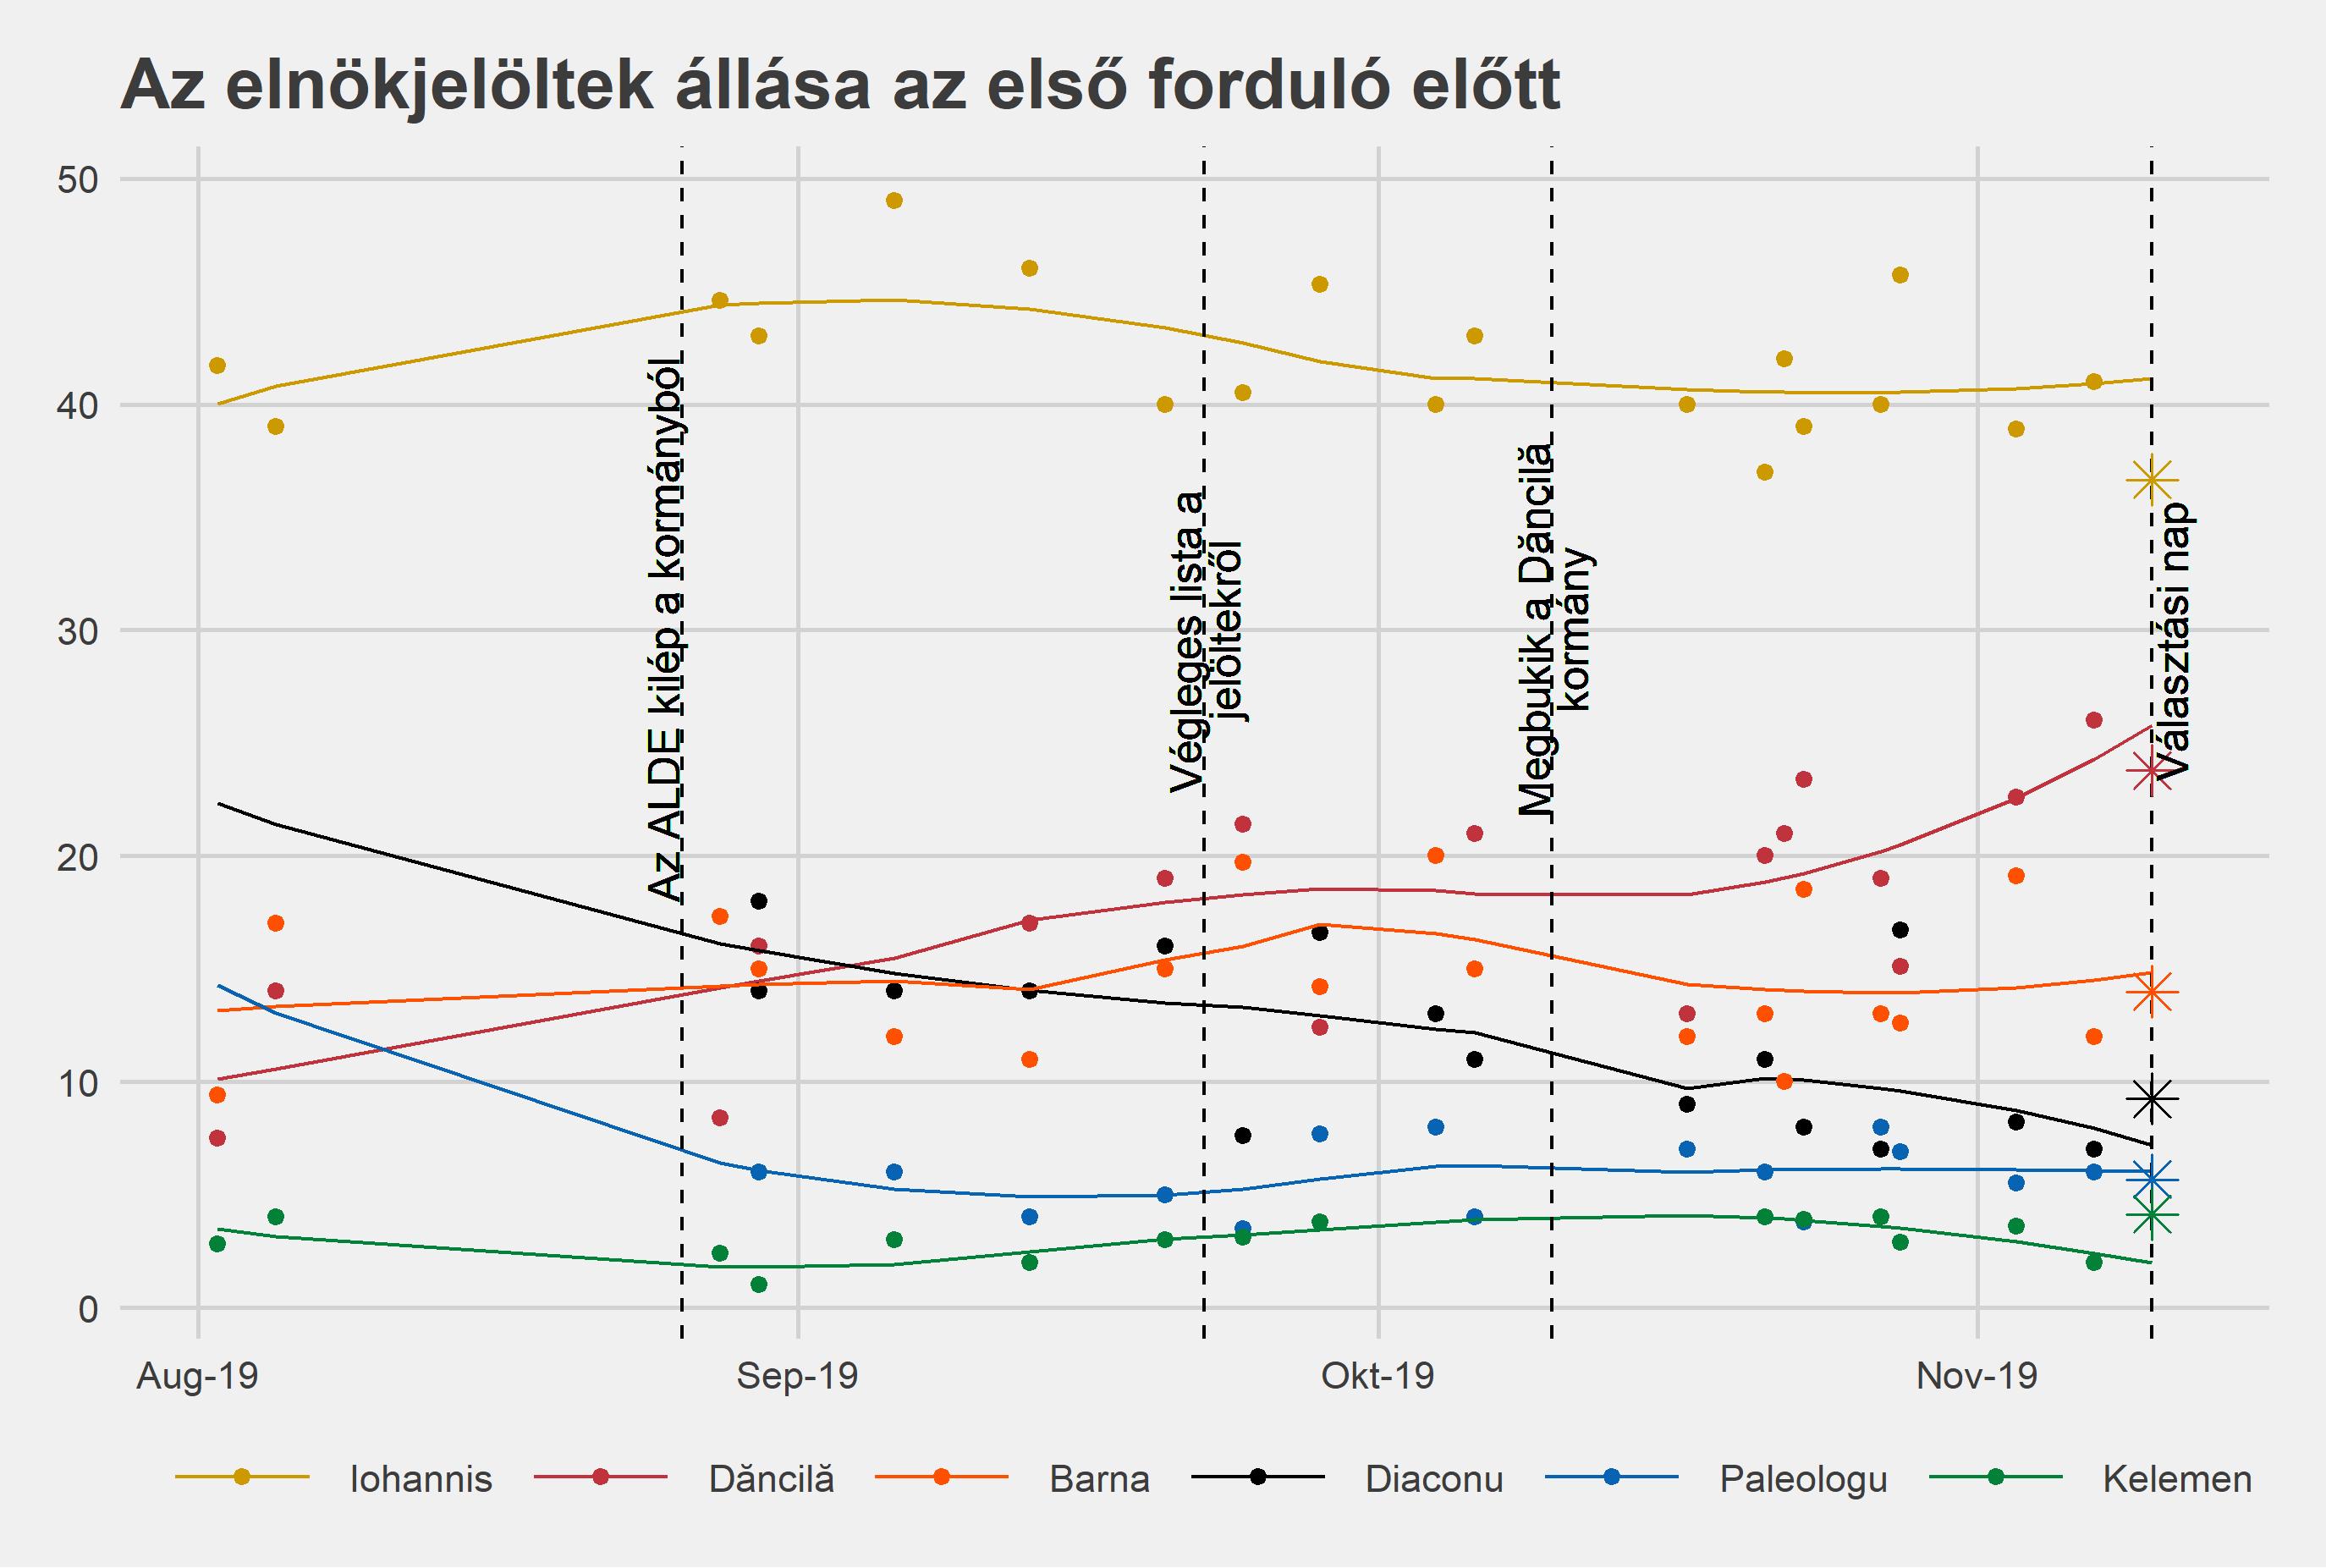 Az elnökjelöltek állása az első forduló előtt
50
40
30
20
10
0
Az ALDE kilép a kormányból
Végleges lista a
jelöltekről
Megbukik a Dăncilă
kormány
Választási nap
Aug-19
Sep-19
Okt-19
Nov-19
Iohannis
Dăncilă
Barna
Diaconu
Paleologu
Kelemen